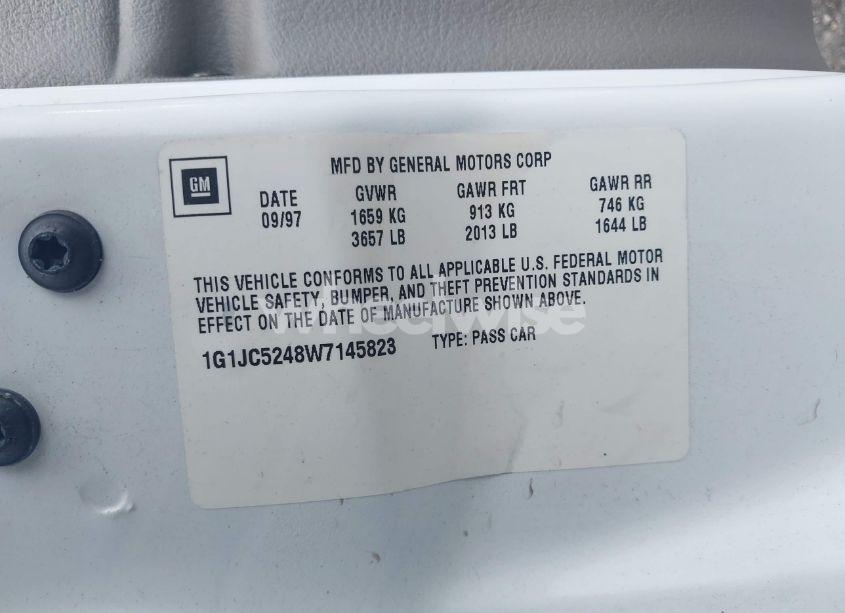 GM
MFD BY GENERAL MOTORS CORP
DATE GVWR GAWR FRT GAWR RR
09/97 1659 KG 913 KG 746 KG
3657 LB 2013 LB 1644 LB
THIS VEHICLE CONFORMS TO ALL APPLICABLE U.S. FEDERAL MOTOR
VEHICLE SAFETY, BUMPER, AND THEFT PREVENTION STANDARDS IN
EFFECT ON THE DATE OF MANUFACTURE SHOWN ABOVE.
Wheelwise
1G1JC5248W7145823 TYPE: PASS CAR